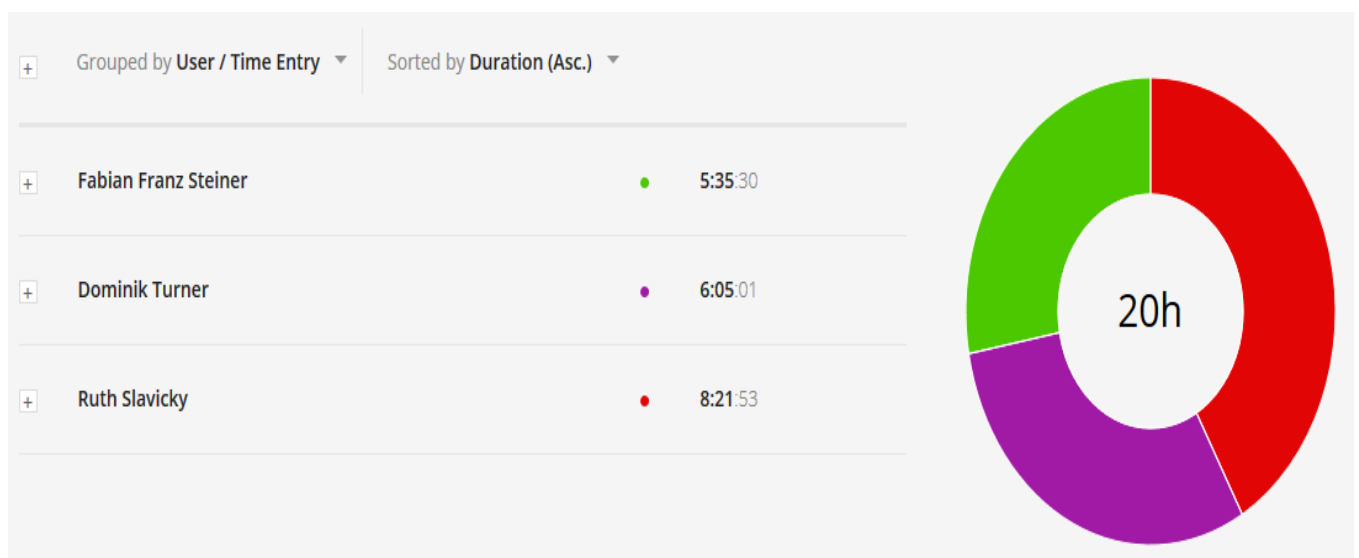 Grouped by User / Time Entry Sorted by Duration (Asc.)
Fabian Franz Steiner 5:35:30
Dominik Turner 6:05:01
Ruth Slavicky 8:21:53
20h